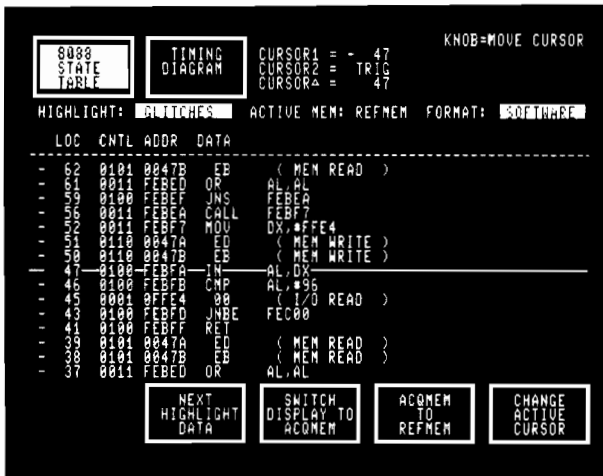 KNOB=MOVE CURSOR
8088
STATE
TABLE
TIMING
DIAGRAM
CURSOR1 = - 47
CURSOR2 = TRIG
CURSOR△ = 47
HIGHLIGHT: GLITCHES ACTIVE MEM: REFMEM FORMAT: SOFTWARE
LOC CNTL ADDR DATA
- 62 0101 0047B EB ( MEM READ )
- 61 0011 FEBED OR AL,AL
- 59 0100 FEBEF JNS FEBEA
- 56 0011 FEBEA CALL FEBF7
- 52 0011 FEBF7 MOV DX,#FFE4
- 51 0110 0047A ED ( MEM WRITE )
- 50 0110 0047B EB ( MEM WRITE )
- 47 0100 FEBFA IN AL,DX
- 46 0100 FEBFB CMP AL,#96
- 45 0001 0FFE4 00 ( I/O READ )
- 43 0100 FEBFD JNBE FEC00
- 41 0100 FEBFF RET
- 39 0101 0047A ED ( MEM READ )
- 38 0101 0047B EB ( MEM READ )
- 37 0011 FEBED OR AL,AL
NEXT
HIGHLIGHT
DATA
SWITCH
DISPLAY TO
ACQMEM
ACQMEM
TO
REFMEM
CHANGE
ACTIVE
CURSOR